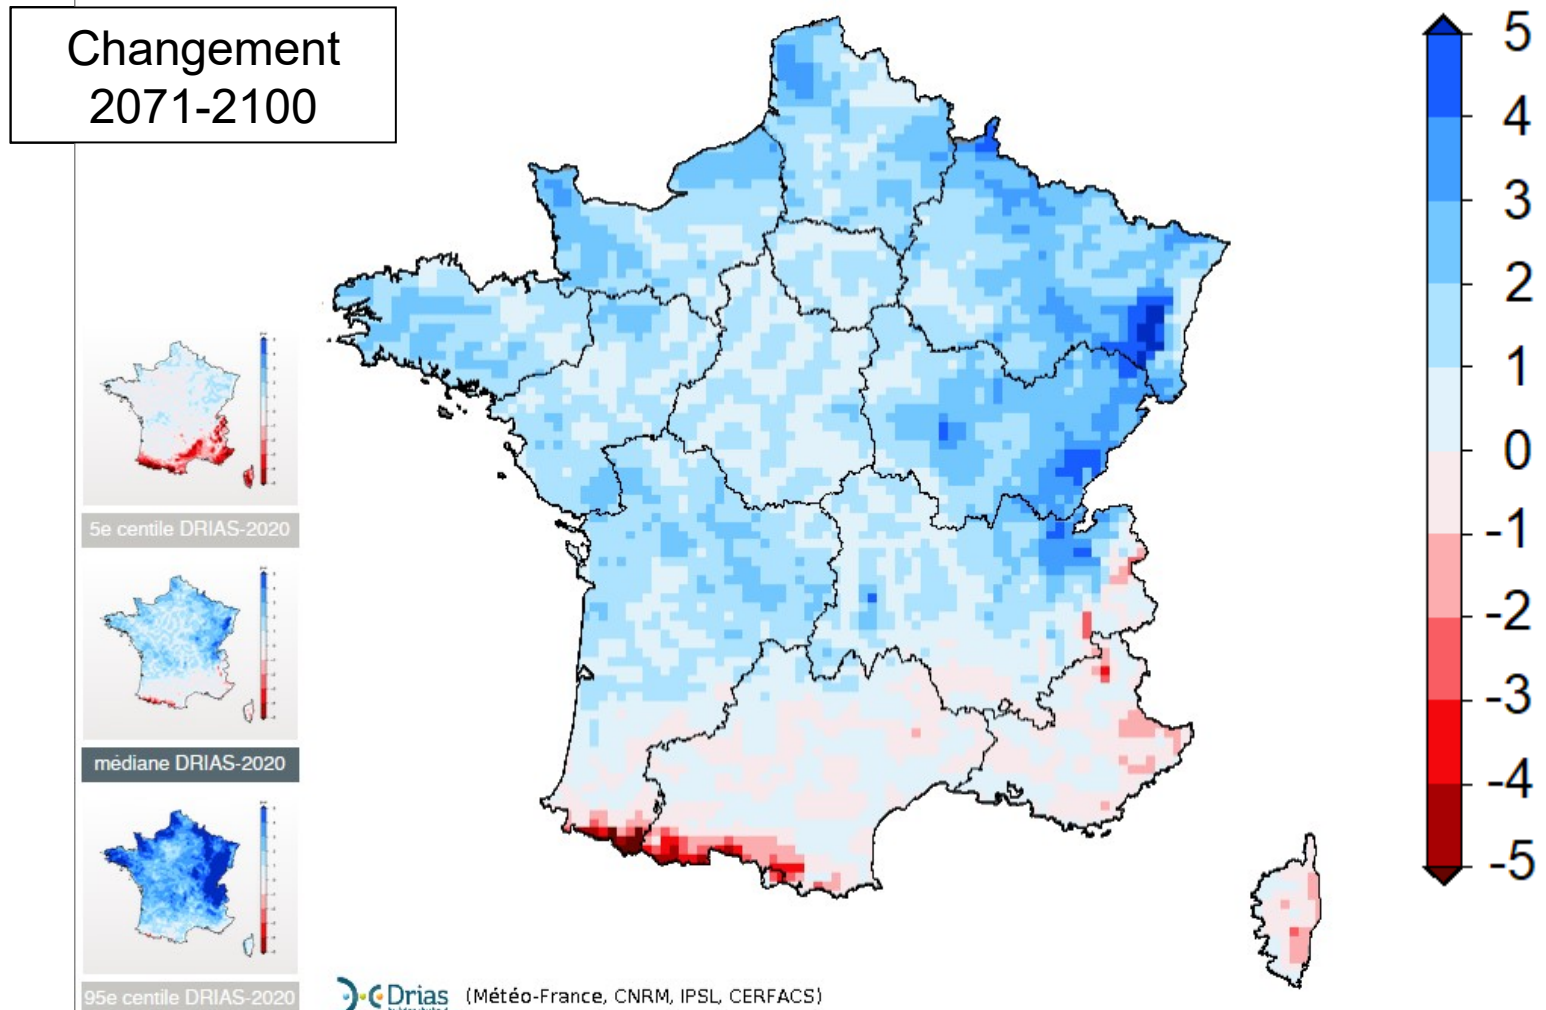 Changement
2071-2100
5
4
3
2
1
0
-1
-2
-3
-4
-5
5e centile DRIAS-2020
médiane DRIAS-2020
95e centile DRIAS-2020
Drias (Météo-France, CNRM, IPSL, CERFACS)